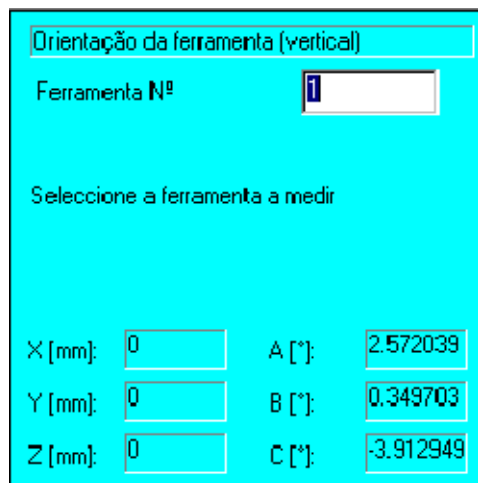 Orientação da ferramenta (vertical)
Ferramenta Nº 1
Seleccione a ferramenta a medir
X [mm]: 0 A [°]: 2.572039
Y [mm]: 0 B [°]: 0.349703
Z [mm]: 0 C [°]: -3.912949